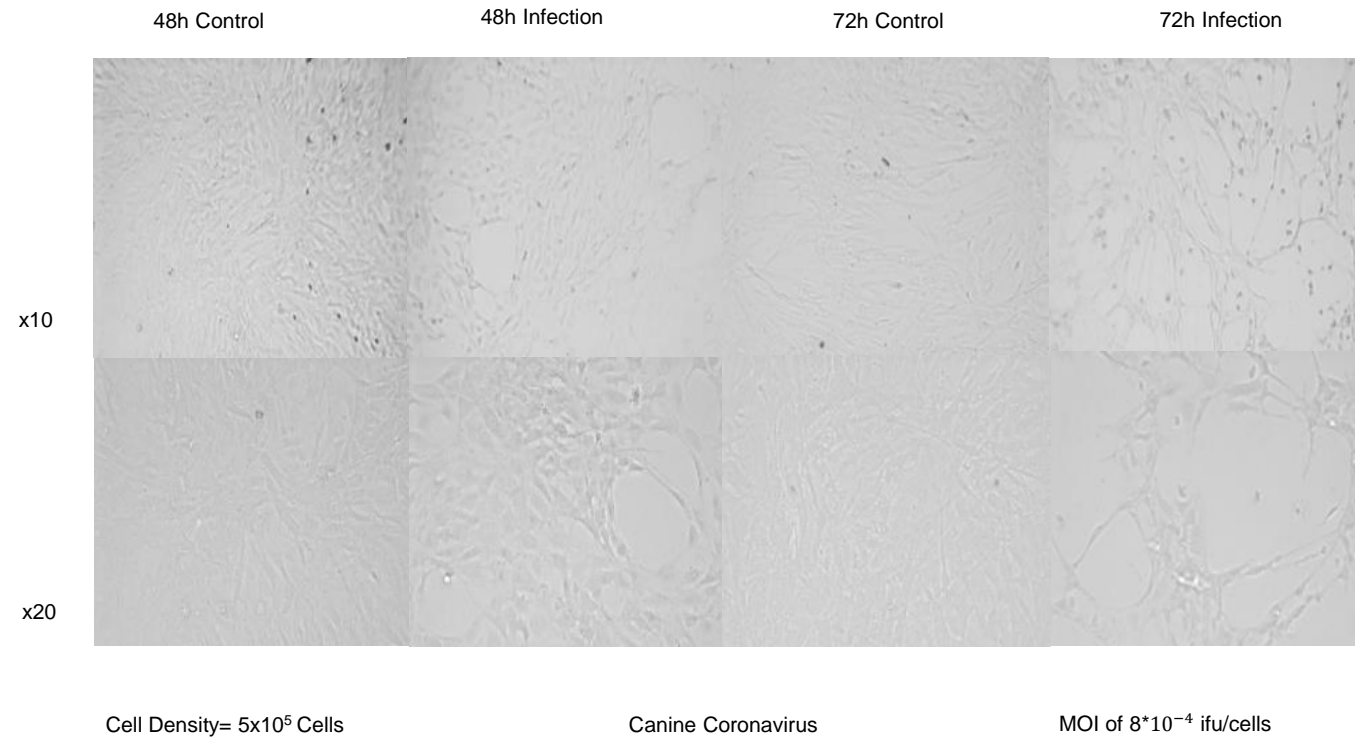 48h Control
48h Infection
72h Control
72h Infection
x10
x20
Cell Density= 5x10⁵ Cells
Canine Coronavirus
MOI of 8*10⁻⁴ ifu/cells